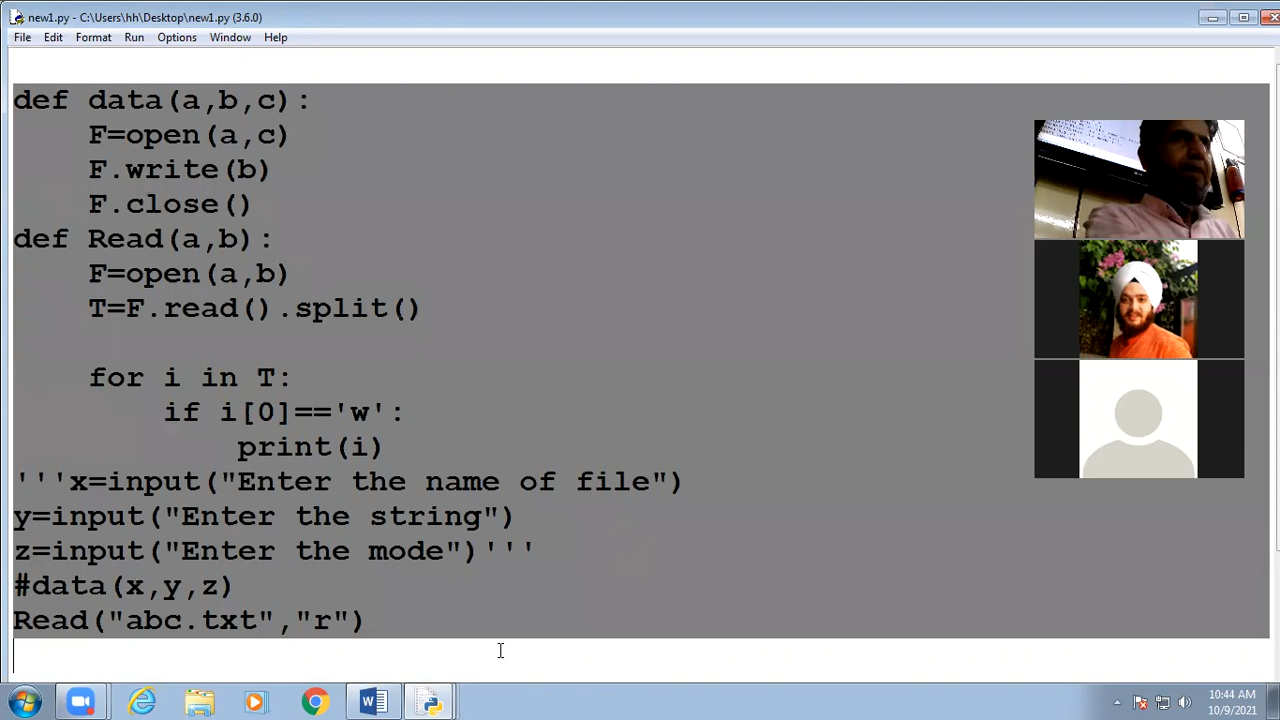 new1.py - C:\Users\hh\Desktop\new1.py (3.6.0)
File Edit Format Run Options Window Help
def data(a,b,c):
    F=open(a,c)
    F.write(b)
    F.close()
def Read(a,b):
    F=open(a,b)
    T=F.read().split()
    for i in T:
        if i[0]=='w':
            print(i)
'''x=input("Enter the name of file")
y=input("Enter the string")
z=input("Enter the mode")'''
#data(x,y,z)
Read("abc.txt","r")
10:44 AM
10/9/2021